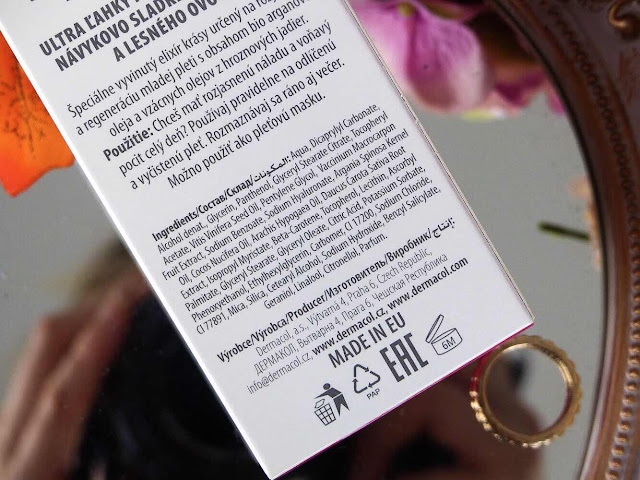 ULTRA ĽAHKÝ
NÁVYKOVO SLADK
A LESNÉHO OVO
Špeciálne vyvinutý elixír krásy určený na roz
a regeneráciu mladej pleti s obsahom bio arganov
oleja a vzácnych olejov z hroznových jadier.
Použitie: Chceš mať rozjasnenú náladu a voňavý
pocit celý deň? Používaj pravidelne na odlíčenú
a vyčistenú pleť. Rozmaznávaj sa ráno aj večer.
Možno použiť ako pleťovú masku.
Ingredients/Состав/Склад/المكونات: Aqua, Dicaprylyl Carbonate,
Alcohol denat., Glycerin, Panthenol, Glyceryl Stearate Citrate, Tocopheryl
Acetate, Vitis Vinifera Seed Oil, Pentylene Glycol, Vaccinium Macrocarpon
Fruit Extract, Sodium Benzoate, Sodium Hyaluronate, Argania Spinosa Kernel
Oil, Cocos Nucifera Oil, Arachis Hypogaea Oil, Daucus Carota Sativa Root
Extract, Isopropyl Myristate, Beta-Carotene, Tocopherol, Lecithin, Ascorbyl
Palmitate, Glyceryl Stearate, Glyceryl Oleate, Citric Acid, Potassium Sorbate,
Phenoxyethanol, Ethylhexylglycerin, Carbomer, CI 17200, Sodium Chloride,
CI 77891, Mica, Silica, Cetearyl Alcohol, Sodium Hydroxide, Benzyl Salicylate,
Geraniol, Linalool, Citronellol, Parfum.
Výrobce/Výrobca/Producer/Изготовитель/Виробник/إنتاج:
Dermacol, a.s., Výtvarná 4, Praha 6, Czech Republic,
ДЕРМАКОЛ, Вытварна 4, Прага 6, Чешская Республика
info@dermacol.cz, www.dermacol.cz, www.dermacol.com
MADE IN EU
PAP
EAC
6M